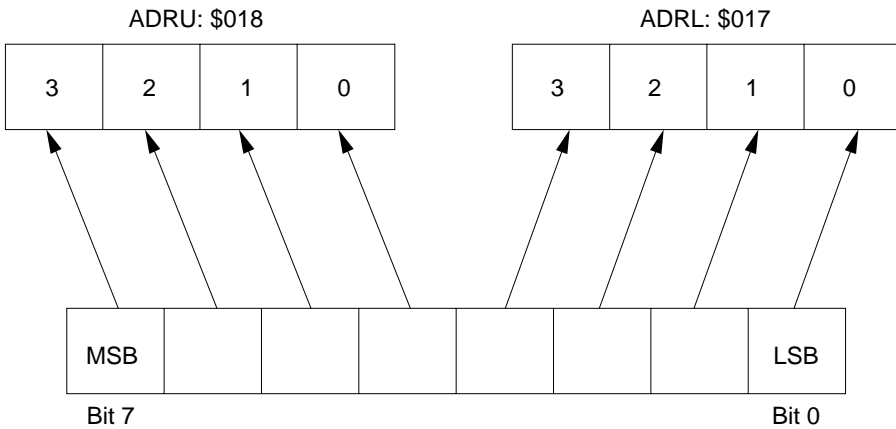 ADRU: $018 ADRL: $017
3 2 1 0 3 2 1 0
MSB LSB
Bit 7 Bit 0